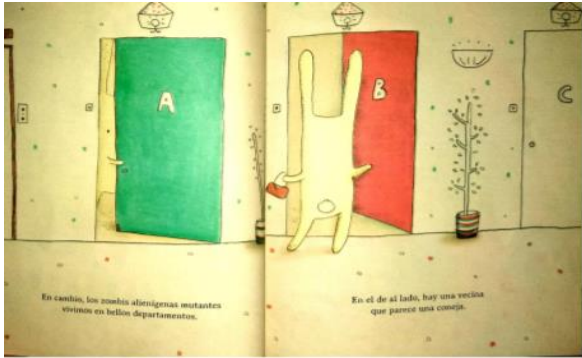 A
B
C
En cambio, los zombis alienígenas mutantes
vivimos en bellos departamentos.
En el de al lado, hay una vecina
que parece una coneja.